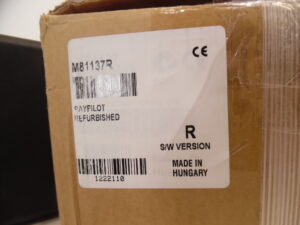 M81137R
CE
RAYPILOT
REFURBISHED
R
S/W VERSION
MADE IN
HUNGARY
1222110